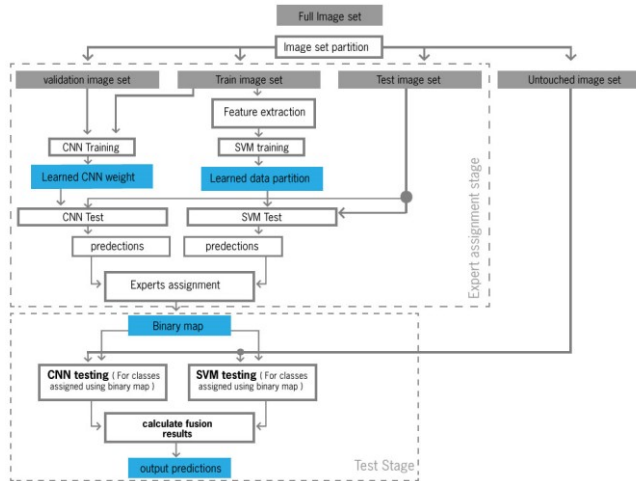 Full Image set
Image set partition
validation image set
Train image set
Test image set
Untouched image set
Feature extraction
CNN Training
SVM training
Learned CNN weight
Learned data partition
CNN Test
SVM Test
predections
predections
Experts assignment
Expert assignment stage
Binary map
CNN testing ( For classes
assigned using binary map )
SVM testing ( For classes
assigned using binary map )
calculate fusion
results
output predictions
Test Stage